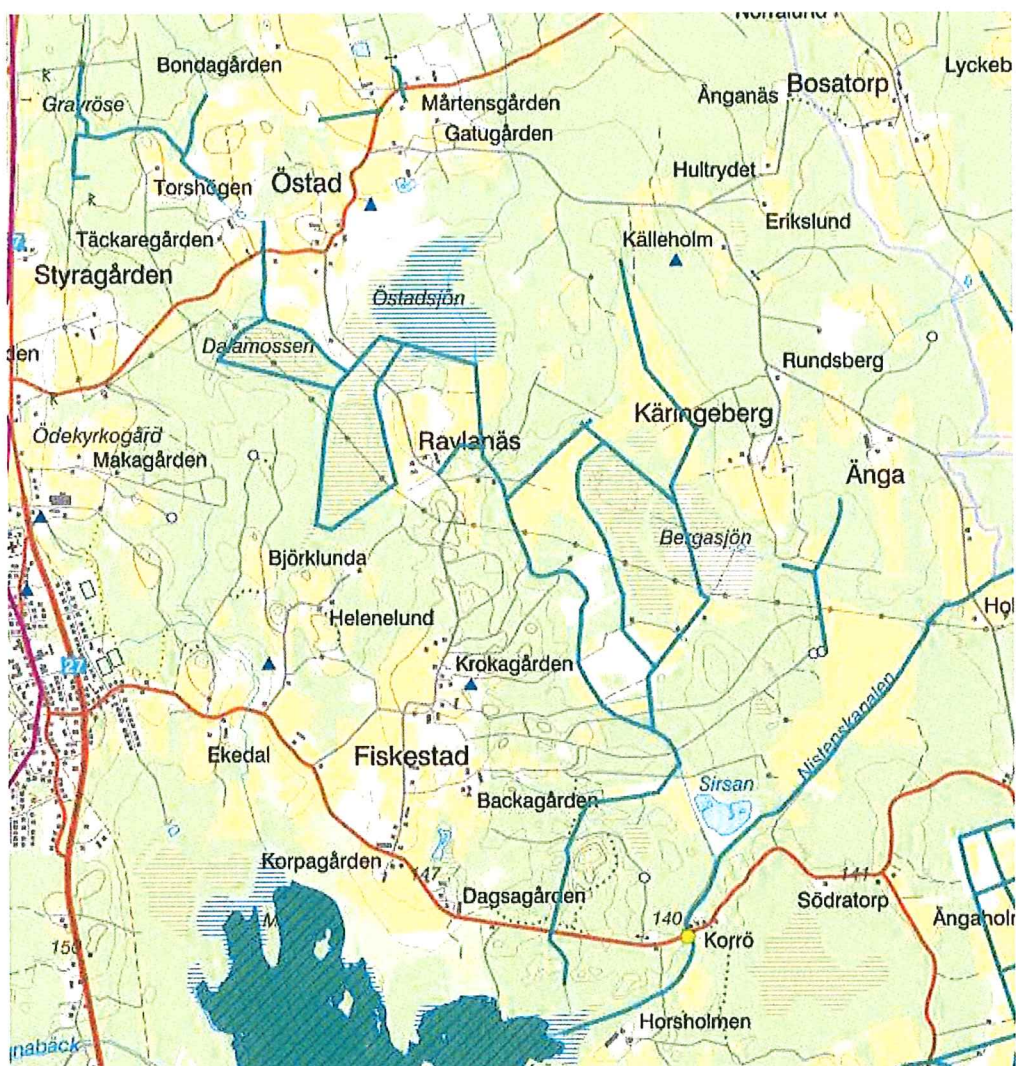 Norralund
Bondagården
Lyckeb
Bosatorp
Ånganäs
Gravröse
Mårtensgården
Gatugården
Hultrydet
Torshögen
Östad
Erikslund
Täckaregården
Källeholm
Styragården
Östadsjön
Dalamossen
den
Rundsberg
Käringeberg
Ödekyrkogård
Ravlanäs
Makagården
Änga
Bergasjön
Björklunda
Hol
Helenelund
27
Krokagården
Nistenskanalen
Ekedal
Fiskestad
Sirsan
Backagården
Korpagården
147
141
Dagsagården
Södratorp
140
Ängaholm
Korrö
150
Horsholmen
nabäck